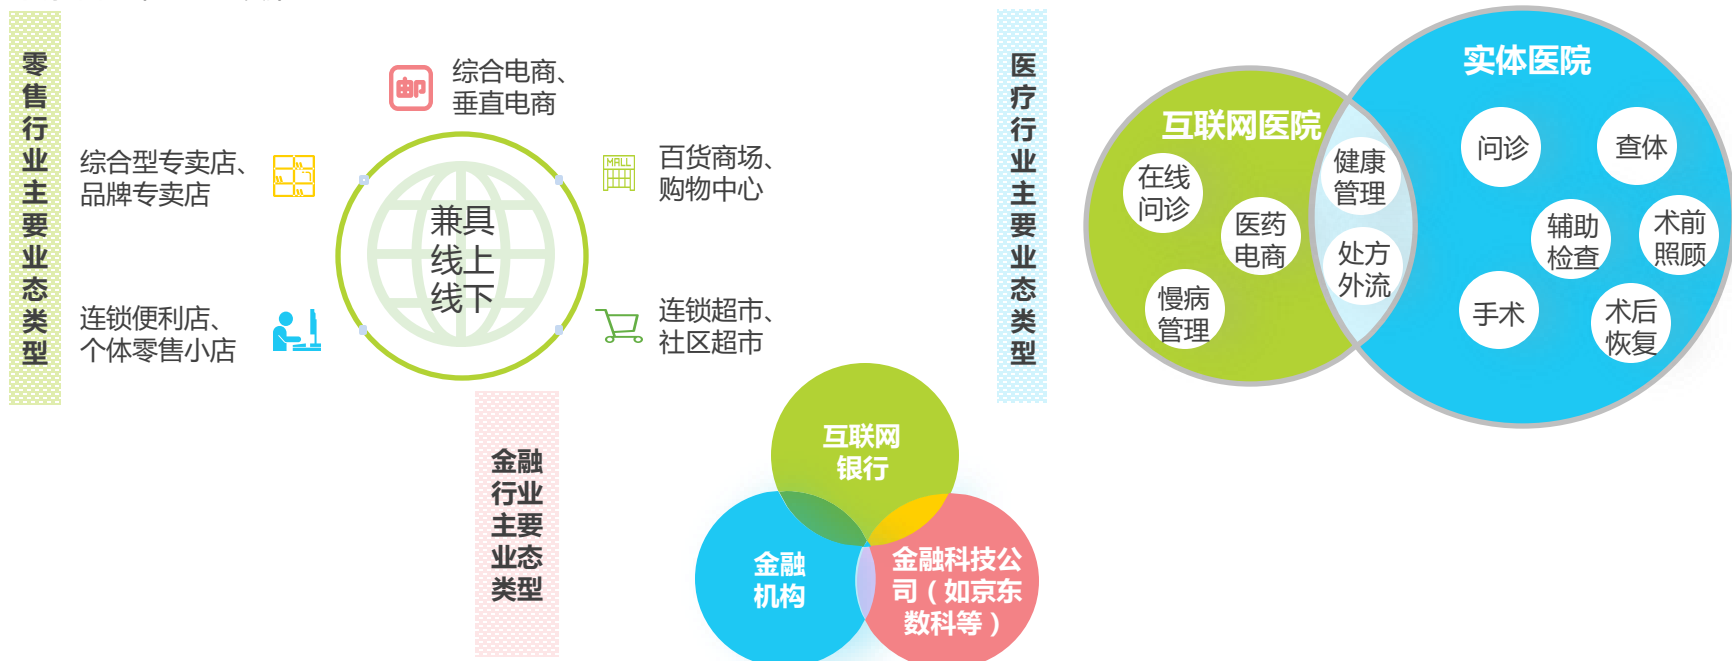 零售行业主要业态类型
综合电商、
垂直电商
综合型专卖店、
品牌专卖店
MALL
百货商场、
购物中心
兼具
线上
线下
连锁便利店、
个体零售小店
连锁超市、
社区超市
邮
医疗行业主要业态类型
互联网医院
在线
问诊
医药
电商
慢病
管理
健康
管理
处方
外流
实体医院
问诊
查体
辅助
检查
术前
照顾
手术
术后
恢复
金融
行业
主要
业态
类型
互联网
银行
金融
机构
金融科技公
司（如京东
数科等）